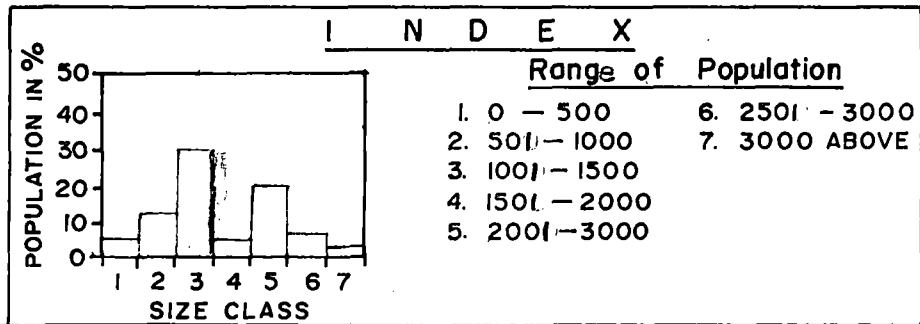 I N D E X
POPULATION IN %
50
40
30
20
10
0
1 2 3 4 5 6 7
SIZE CLASS
Range of Population
1. 0 – 500
2. 501 – 1000
3. 1001 – 1500
4. 1501 – 2000
5. 2001 – 3000
6. 2501 – 3000
7. 3000 ABOVE